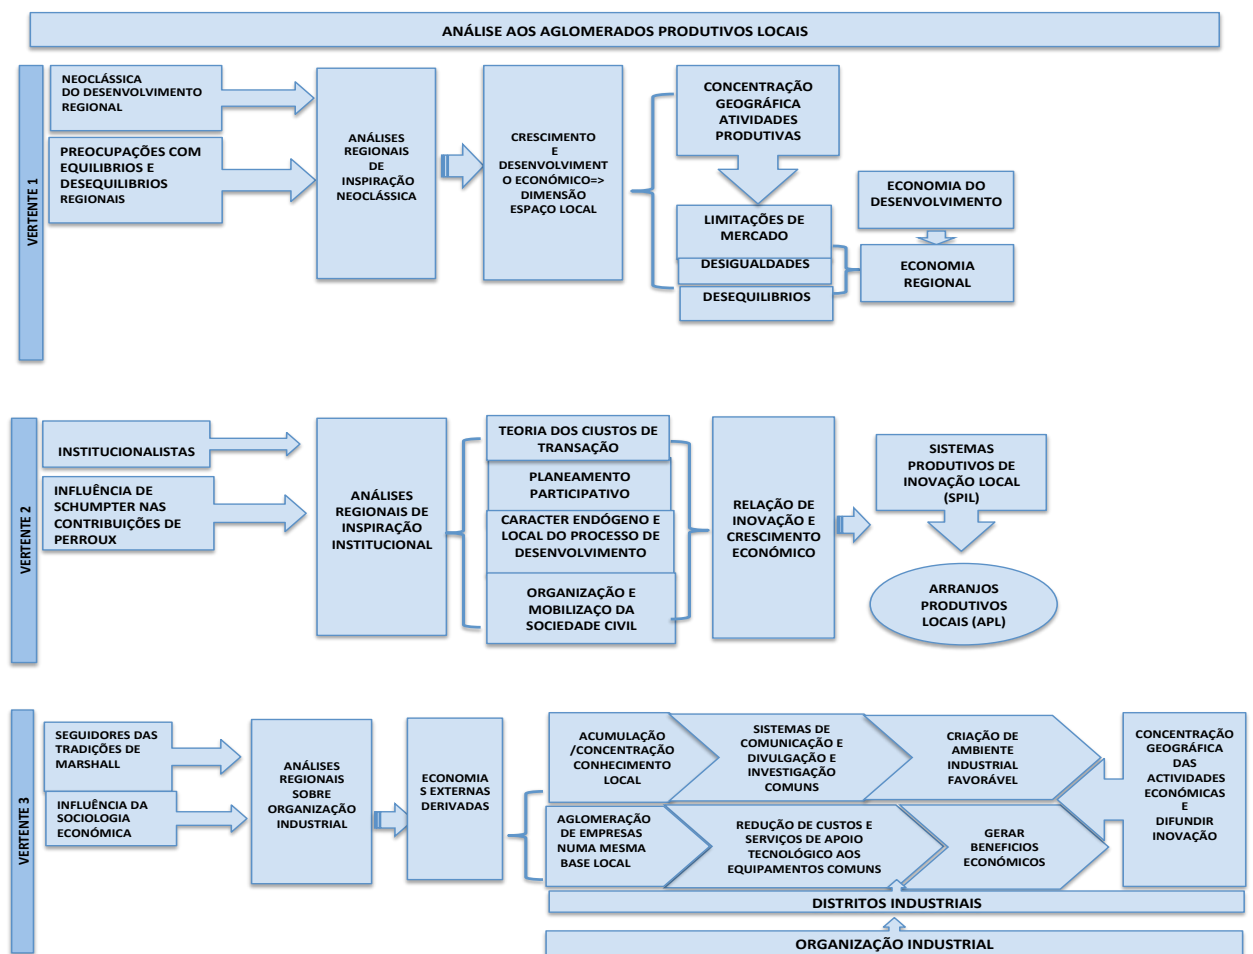 ANÁLISE AOS AGLOMERADOS PRODUTIVOS LOCAIS
VERTENTE 1
NEOCLÁSSICA
DO DESENVOLVIMENTO
REGIONAL
PREOCUPAÇÕES COM
EQUILIBRIOS E
DESEQUILIBRIOS
REGIONAIS
ANÁLISES
REGIONAIS
DE
INSPIRAÇÃO
NEOCLÁSSICA
CRESCIMENTO
E
DESENVOLVIMENT
O ECONÓMICO=>
DIMENSÃO
ESPAÇO LOCAL
CONCENTRAÇÃO
GEOGRÁFICA
ATIVIDADES
PRODUTIVAS
LIMITAÇÕES DE
MERCADO
DESIGUALDADES
DESEQUILIBRIOS
ECONOMIA DO
DESENVOLVIMENTO
ECONOMIA
REGIONAL
VERTENTE 2
INSTITUCIONALISTAS
INFLUÊNCIA DE
SCHUMPTER NAS
CONTRIBUIÇÕES DE
PERROUX
ANÁLISES
REGIONAIS DE
INSPIRAÇÃO
INSTITUCIONAL
TEORIA DOS CIUSTOS DE
TRANSAÇÃO
PLANEAMENTO
PARTICIPATIVO
CARACTER ENDÓGENO E
LOCAL DO PROCESSO DE
DESENVOLVIMENTO
ORGANIZAÇÃO E
MOBILIZAÇO DA
SOCIEDADE CIVIL
RELAÇÃO DE
INOVAÇÃO E
CRESCIMENTO
ECONÓMICO
SISTEMAS
PRODUTIVOS DE
INOVAÇÃO LOCAL
(SPIL)
ARRANJOS
PRODUTIVOS
LOCAIS (APL)
VERTENTE 3
SEGUIDORES DAS
TRADIÇÕES DE
MARSHALL
INFLUÊNCIA DA
SOCIOLOGIA
ECONÓMICA
ANÁLISES
REGIONAIS
SOBRE
ORGANIZAÇÃO
INDUSTRIAL
ECONOMIA
S EXTERNAS
DERIVADAS
ACUMULAÇÃO
/CONCENTRAÇÃO
CONHECIMENTO
LOCAL
SISTEMAS DE
COMUNICAÇÃO E
DIVULGAÇÃO E
INVESTIGAÇÃO
COMUNS
CRIAÇÃO DE
AMBIENTE
INDUSTRIAL
FAVORÁVEL
AGLOMERAÇÃO
DE EMPRESAS
NUMA MESMA
BASE LOCAL
REDUÇÃO DE CUSTOS E
SERVIÇOS DE APOIO
TECNOLÓGICO AOS
EQUIPAMENTOS COMUNS
GERAR
BENEFICIOS
ECONÓMICOS
CONCENTRAÇÃO
GEOGRÁFICA
DAS
ACTIVIDADES
ECONÓMICAS
E
DIFUNDIR
INOVAÇÃO
DISTRITOS INDUSTRIAIS
ORGANIZAÇÃO INDUSTRIAL